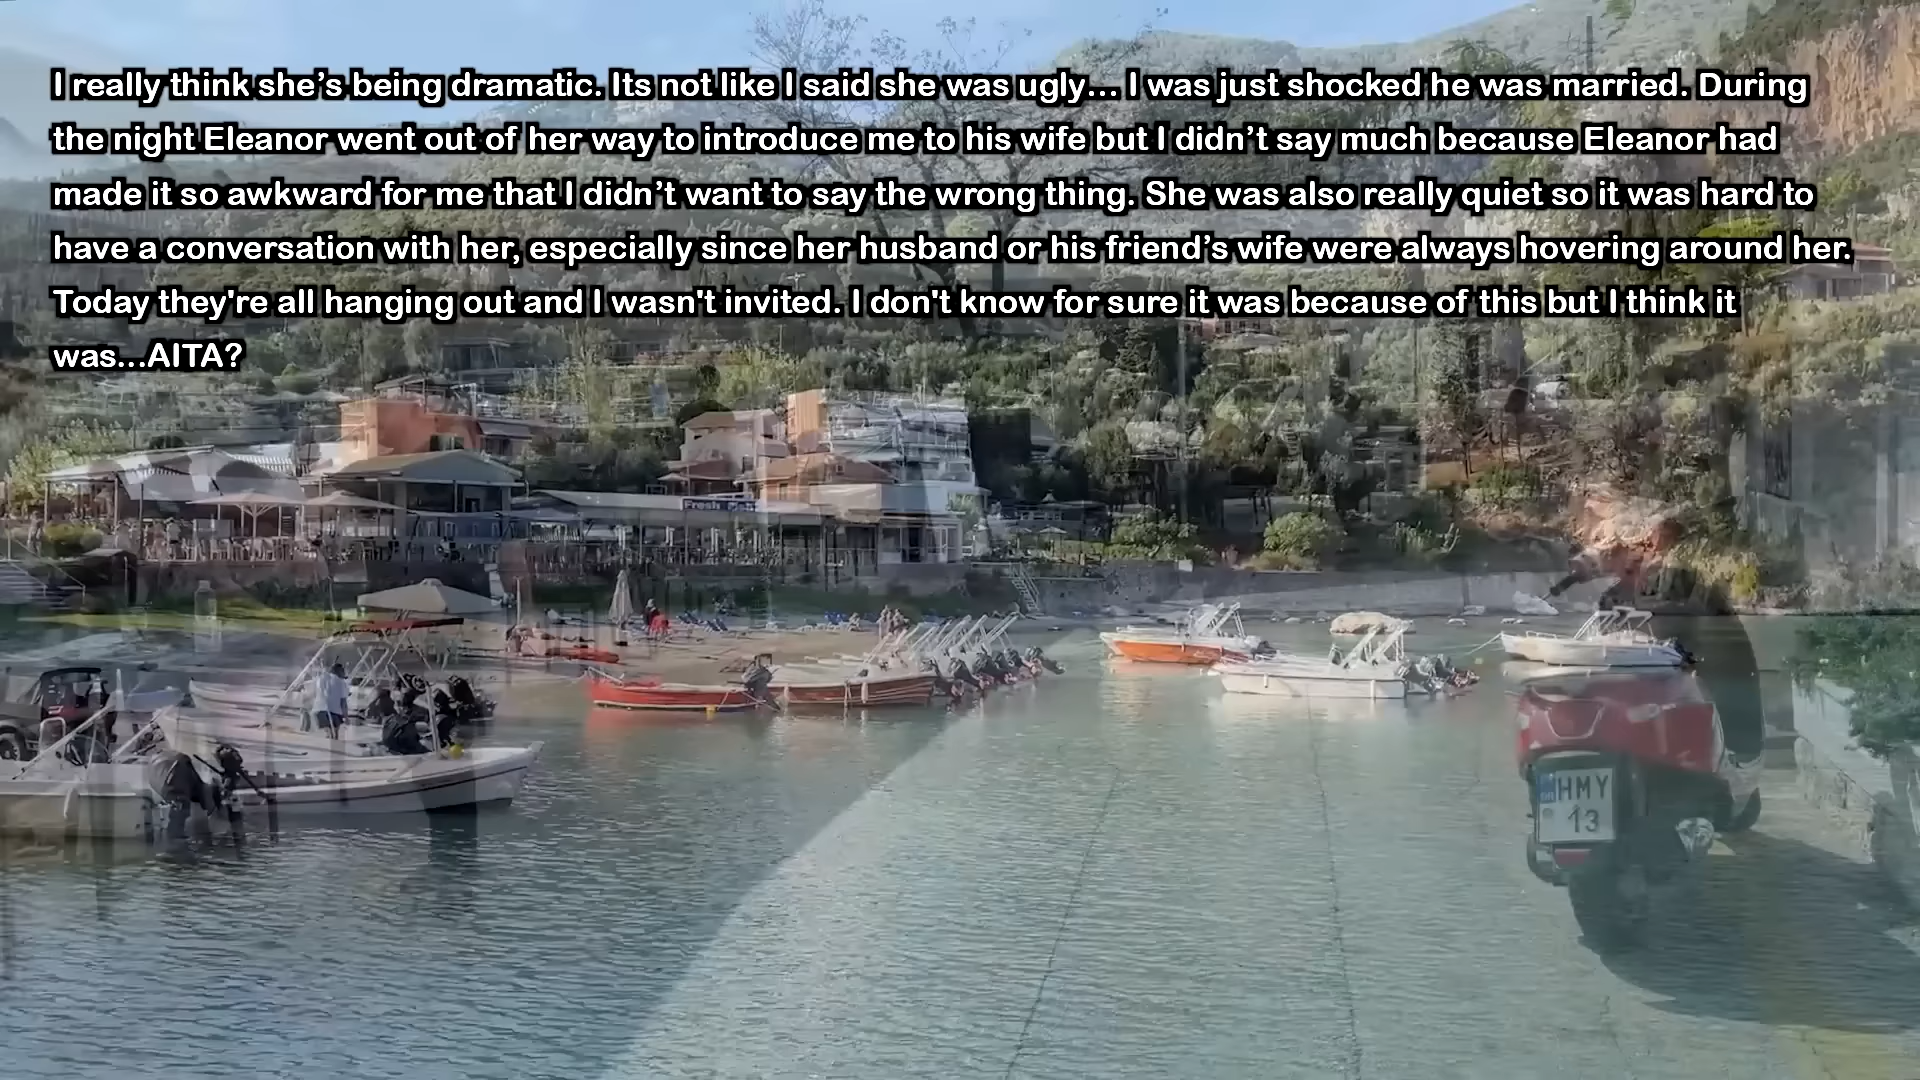 I really think she’s being dramatic. Its not like I said she was ugly... I was just shocked he was married. During
the night Eleanor went out of her way to introduce me to his wife but I didn’t say much because Eleanor had
made it so awkward for me that I didn’t want to say the wrong thing. She was also really quiet so it was hard to
have a conversation with her, especially since her husband or his friend’s wife were always hovering around her.
Today they're all hanging out and I wasn't invited. I don't know for sure it was because of this but I think it
was...AITA?
Fresh
HMY
13